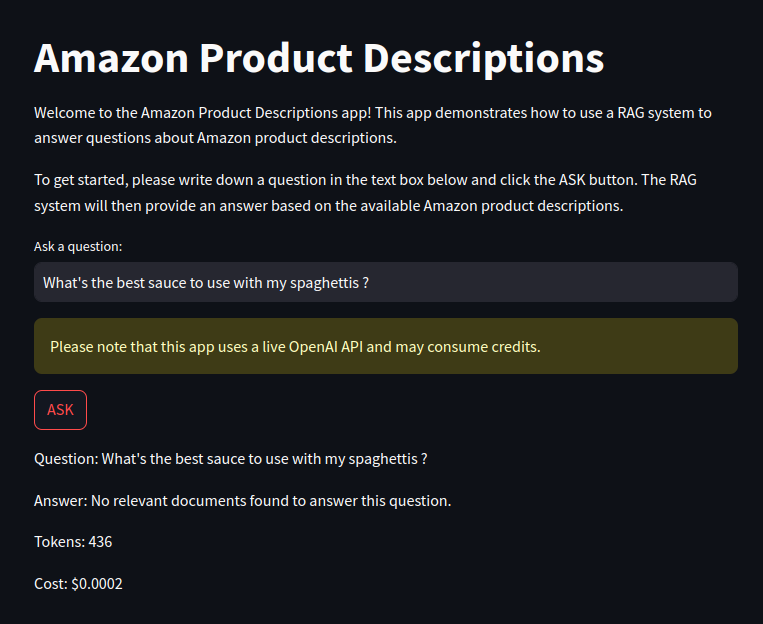 Amazon Product Descriptions
Welcome to the Amazon Product Descriptions app! This app demonstrates how to use a RAG system to
answer questions about Amazon product descriptions.
To get started, please write down a question in the text box below and click the ASK button. The RAG
system will then provide an answer based on the available Amazon product descriptions.
Ask a question:
What's the best sauce to use with my spaghettis ?
Please note that this app uses a live OpenAI API and may consume credits.
ASK
Question: What's the best sauce to use with my spaghettis ?
Answer: No relevant documents found to answer this question.
Tokens: 436
Cost: $0.0002